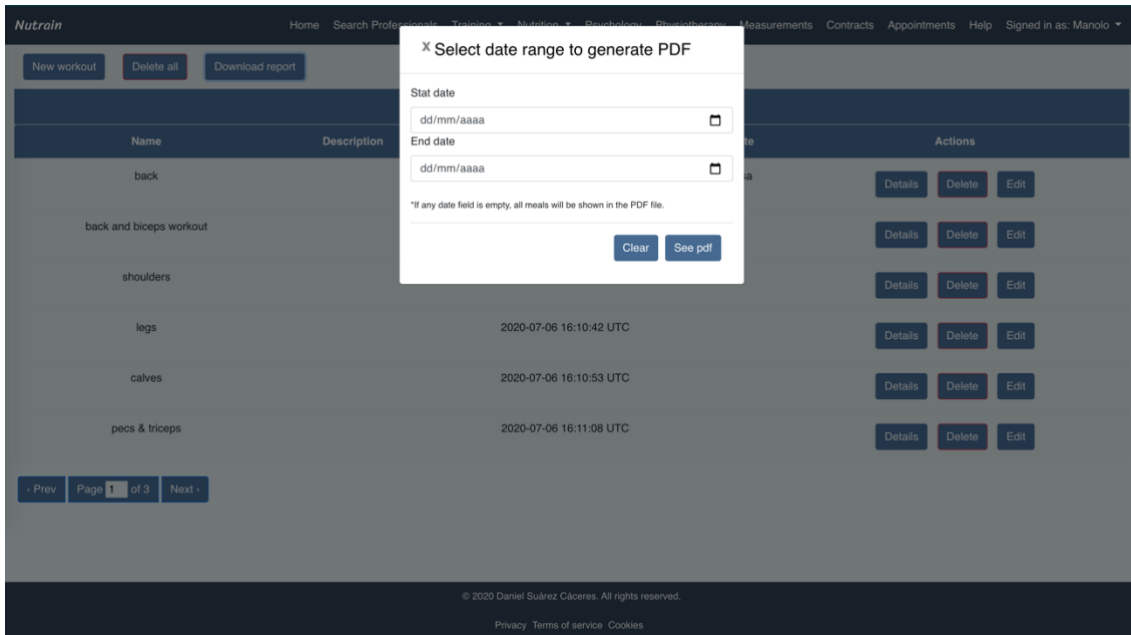 Nutrain Home Search Professionals Training Nutrition Psychology Physiotherapy Measurements Contracts Appointments Help Signed in as: Manolo
x Select date range to generate PDF
New workout Delete all Download report
Stat date
dd/mm/aaaa
End date
Name Description Actions
dd/mm/aaaa
back Details Delete Edit
*If any date field is empty, all meals will be shown in the PDF file.
back and biceps workout Details Delete Edit
Clear See pdf
shoulders Details Delete Edit
legs 2020-07-06 16:10:42 UTC Details Delete Edit
calves 2020-07-06 16:10:53 UTC Details Delete Edit
pecs & triceps 2020-07-06 16:11:08 UTC Details Delete Edit
‹ Prev Page 1 of 3 Next ›
© 2020 Daniel Suárez Cáceres. All rights reserved.
Privacy Terms of service Cookies